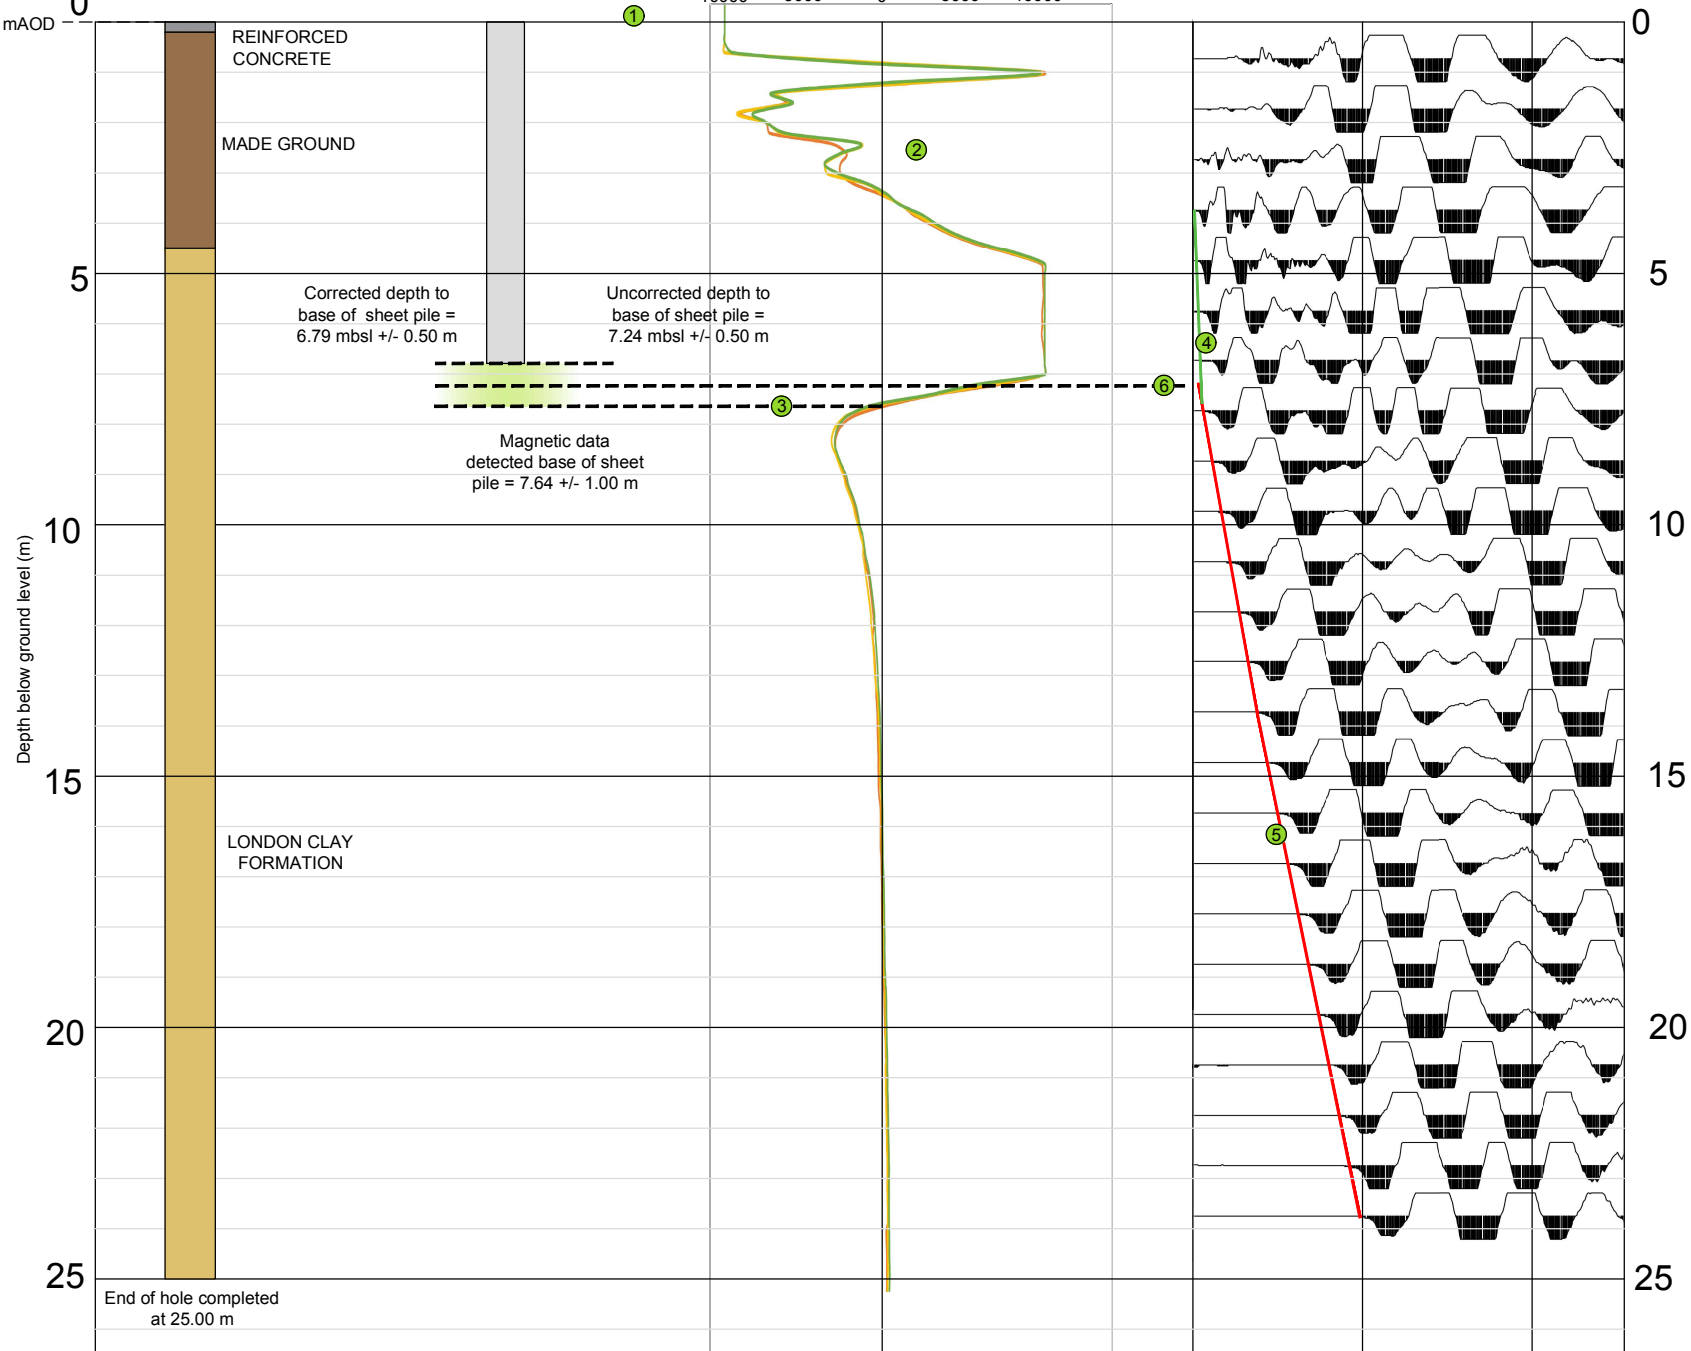 0
mAOD
0
1
REINFORCED
CONCRETE
MADE GROUND
2
5
5
Corrected depth to
base of sheet pile =
6.79 mbsl +/- 0.50 m
Uncorrected depth to
base of sheet pile =
7.24 mbsl +/- 0.50 m
4
6
3
Magnetic data
detected base of sheet
pile = 7.64 +/- 1.00 m
10
10
Depth below ground level (m)
15
15
5
LONDON CLAY
FORMATION
20
20
25
25
End of hole completed
at 25.00 m